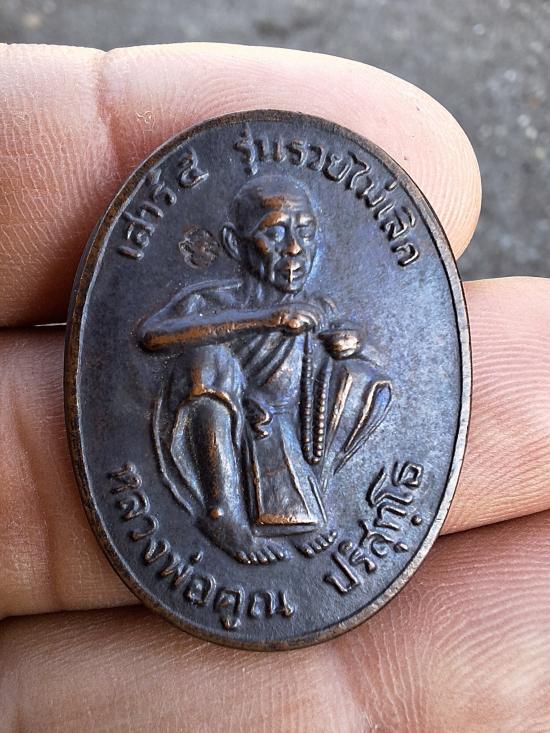 เสาร์ ๕ รุ่นรวยไม่เลิก
หลวงพ่อคูณ ปริสุทฺโธ